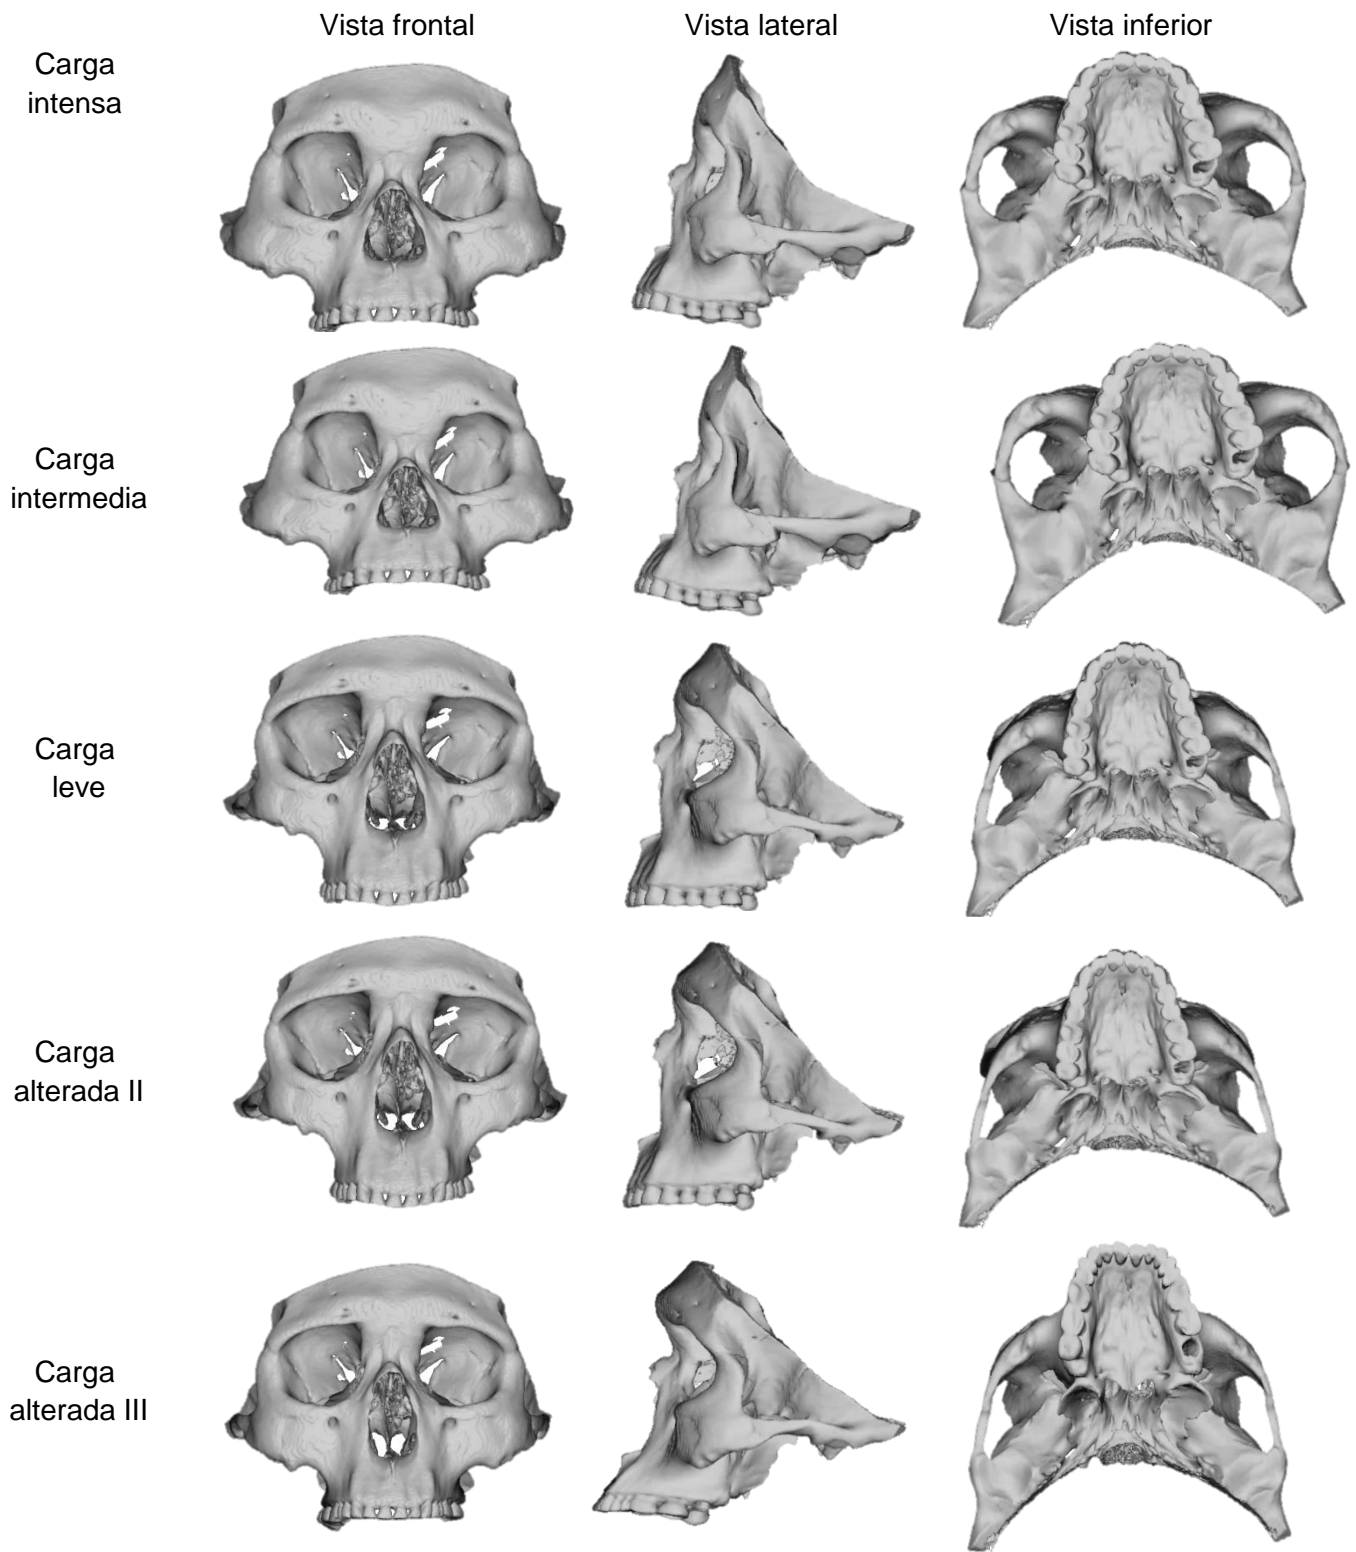 Vista frontal
Vista lateral
Vista inferior
Carga
intensa
Carga
intermedia
Carga
leve
Carga
alterada II
Carga
alterada III